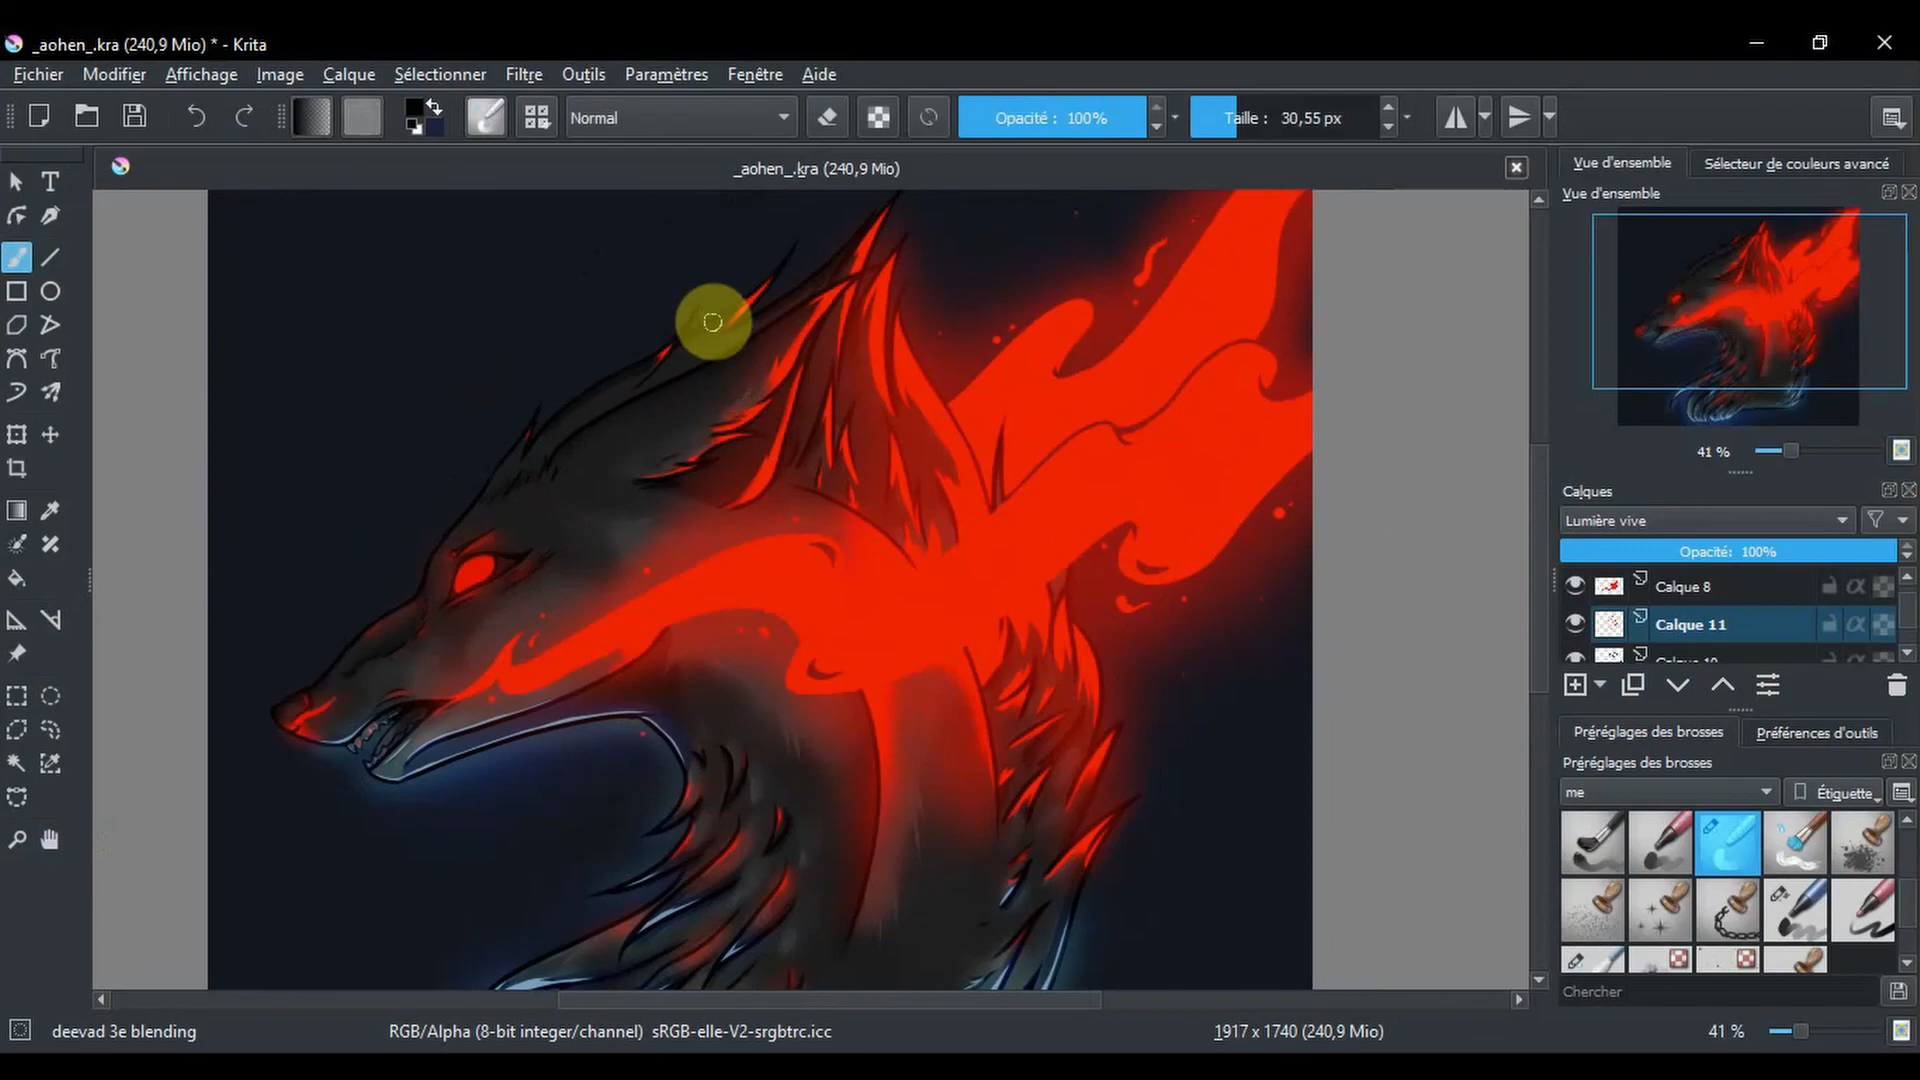 _aohen_.kra (240,9 Mio) * - Krita
Fichier Modifier Affichage Image Calque Sélectionner Filtre Outils Paramètres Fenêtre Aide
Normal Opacité : 100% Taille : 30,55 px
_aohen_.kra (240,9 Mio)
Vue d'ensemble Sélecteur de couleurs avancé
Vue d'ensemble
41 %
Calques
Lumière vive
Opacité: 100%
Calque 8
Calque 11
Calque 10
Préréglages des brosses Préférences d'outils
Préréglages des brosses
me Étiquette
Chercher
deevad 3e blending RGB/Alpha (8-bit integer/channel) sRGB-elle-V2-srgbtrc.icc 1917 x 1740 (240,9 Mio) 41 %